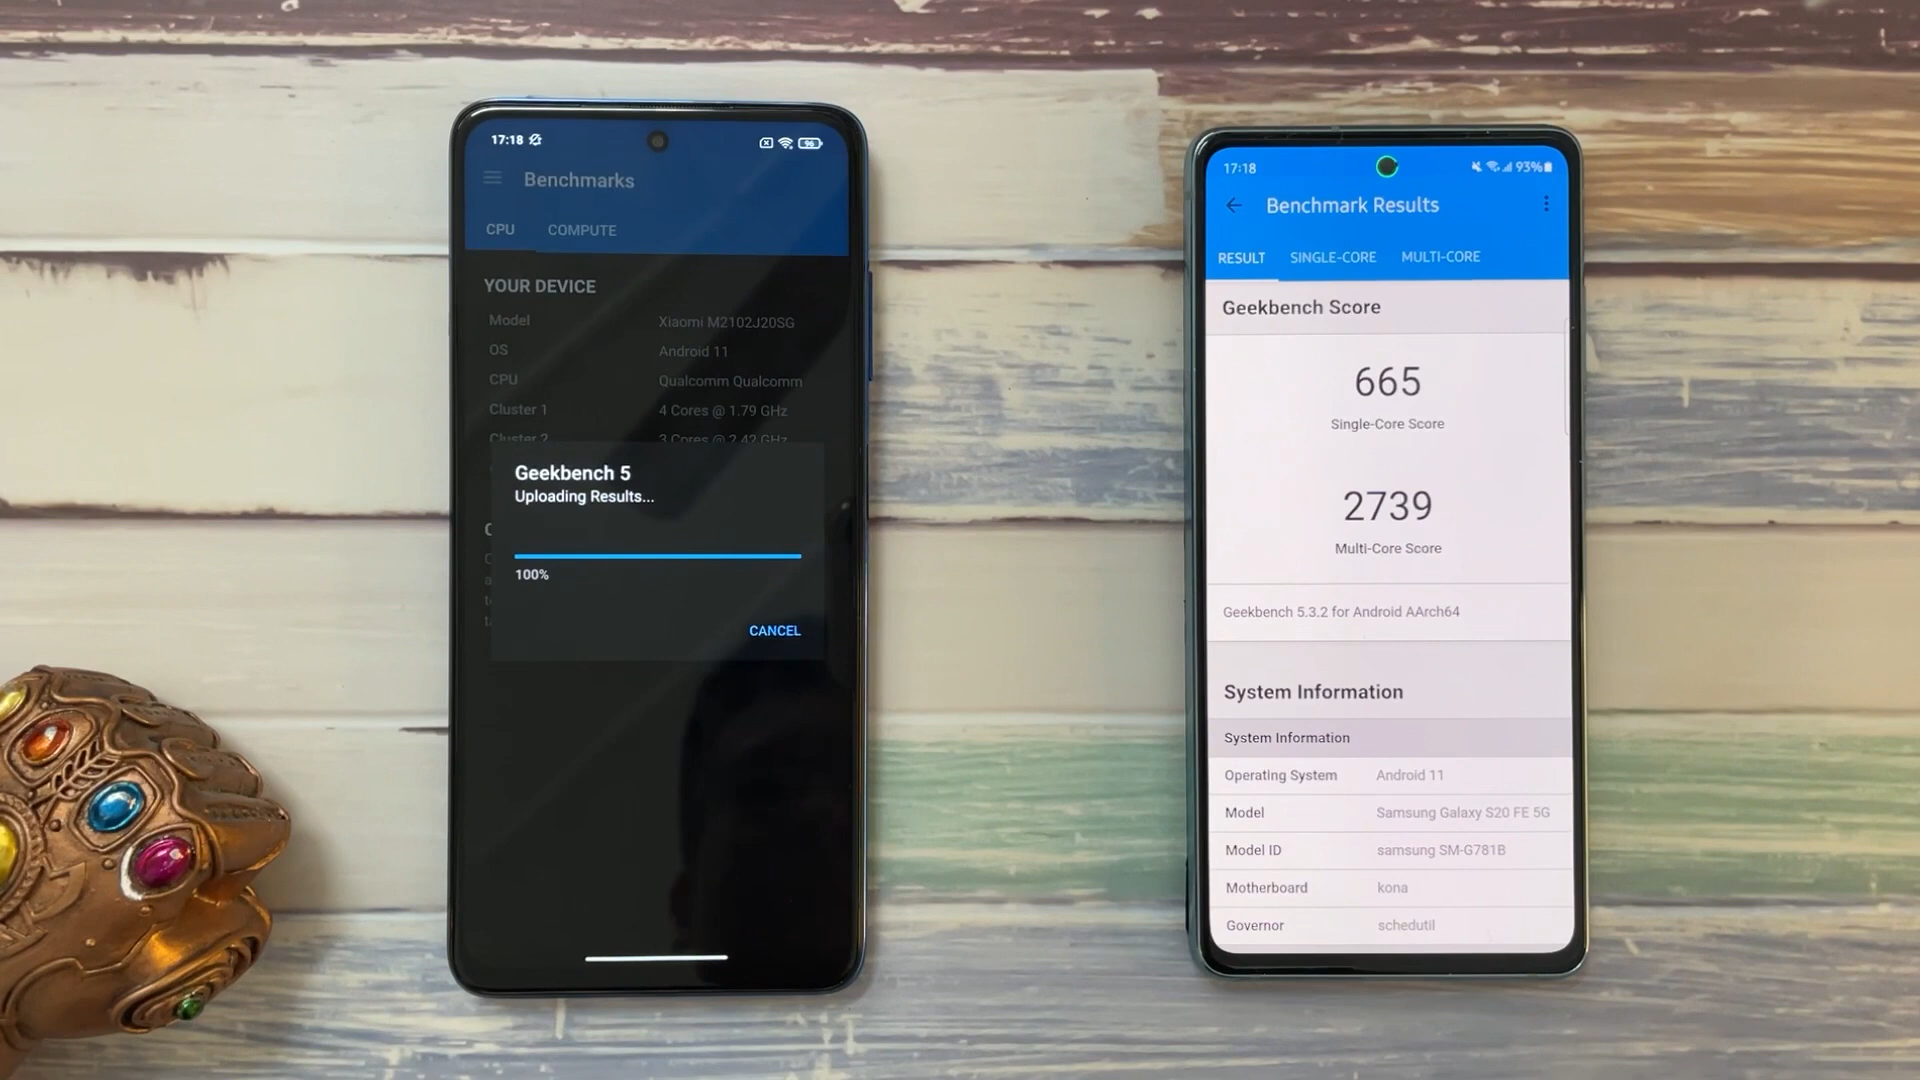 17:18
96
Benchmarks
CPU
COMPUTE
YOUR DEVICE
Model Xiaomi M2102J20SG
OS Android 11
CPU Qualcomm Qualcomm
Cluster 1 4 Cores @ 1.79 GHz
Cluster 2 3 Cores @ 2.42 GHz
Geekbench 5
Uploading Results...
100%
CANCEL
17:18
93%
Benchmark Results
RESULT
SINGLE-CORE
MULTI-CORE
Geekbench Score
665
Single-Core Score
2739
Multi-Core Score
Geekbench 5.3.2 for Android AArch64
System Information
System Information
Operating System Android 11
Model Samsung Galaxy S20 FE 5G
Model ID samsung SM-G781B
Motherboard kona
Governor schedutil